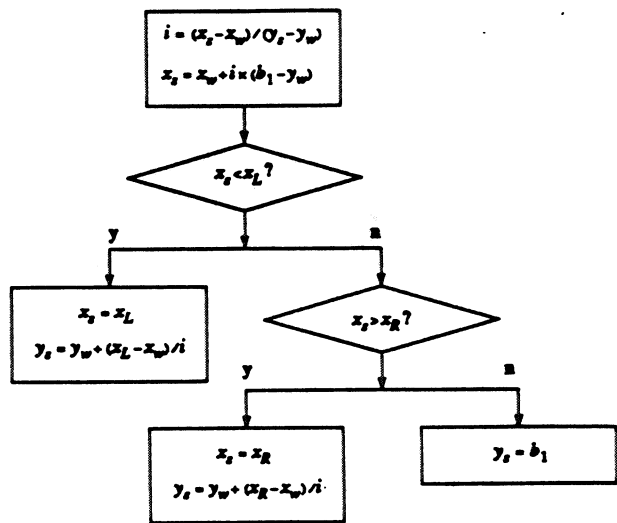 i = (x_s - x_w) / (y_s - y_w)
x_s = x_w + i × (b_1 - y_w)
x_s < x_L ?
y
n
x_s = x_L
y_s = y_w + (x_L - x_w) / i
x_s > x_R ?
y
n
x_s = x_R
y_s = y_w + (x_R - x_w) / i
y_s = b_1